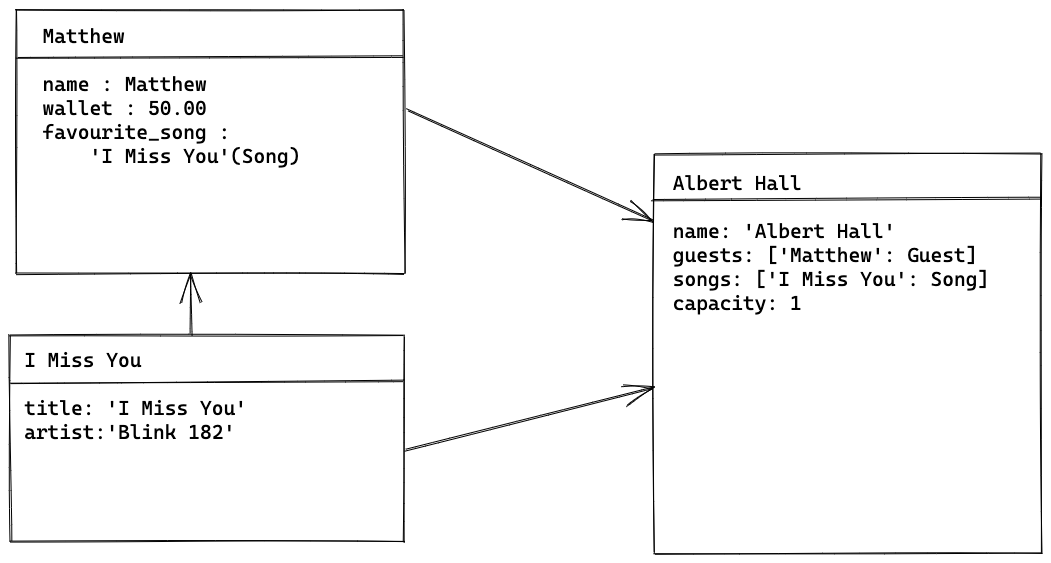 Matthew
name : Matthew
wallet : 50.00
favourite_song :
'I Miss You'(Song)
I Miss You
title: 'I Miss You'
artist:'Blink 182'
Albert Hall
name: 'Albert Hall'
guests: ['Matthew': Guest]
songs: ['I Miss You': Song]
capacity: 1